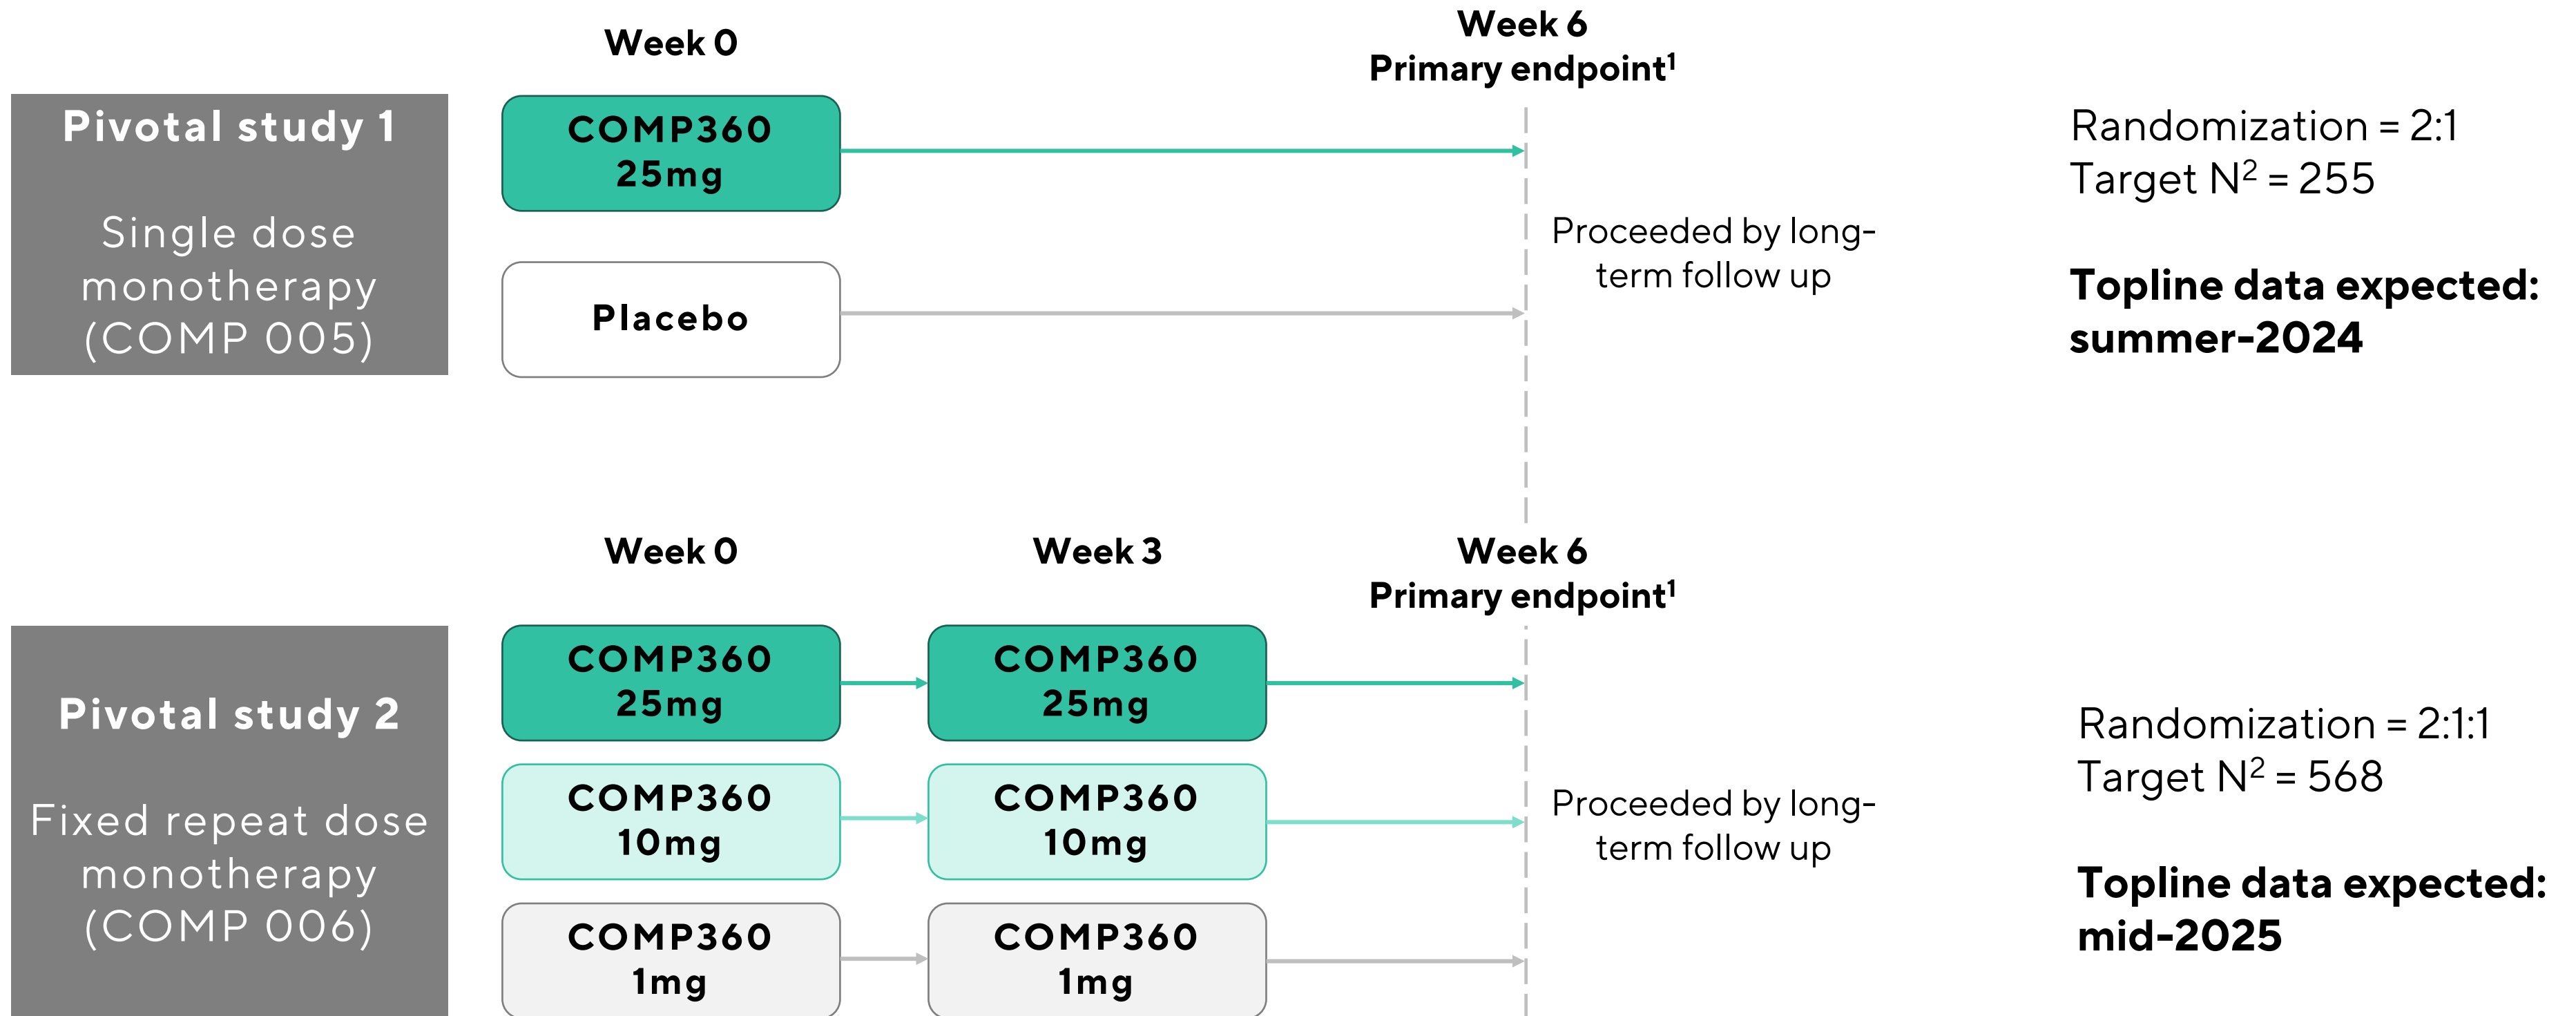 Week 0
Week 6
Primary endpoint¹
Pivotal study 1
Single dose
monotherapy
(COMP 005)
COMP360
25mg
Placebo
Proceeded by long-
term follow up
Randomization = 2:1
Target N² = 255
Topline data expected:
summer-2024
Week 0
Week 3
Week 6
Primary endpoint¹
Pivotal study 2
Fixed repeat dose
monotherapy
(COMP 006)
COMP360
25mg
COMP360
25mg
COMP360
10mg
COMP360
10mg
COMP360
1mg
COMP360
1mg
Proceeded by long-
term follow up
Randomization = 2:1:1
Target N² = 568
Topline data expected:
mid-2025